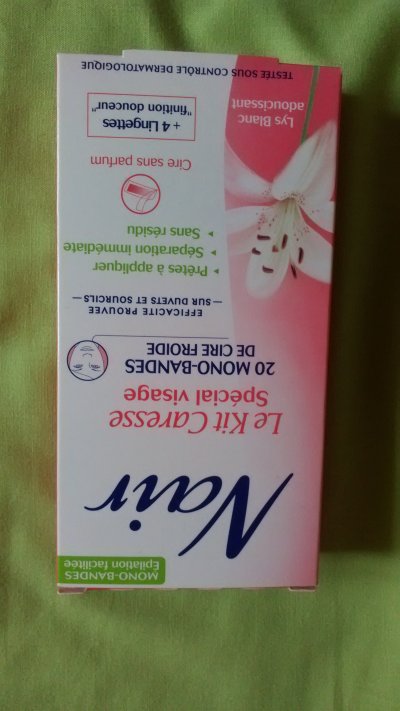 MONO-BANDES
Épilation facilitée
Nair
Le Kit Caresse
Spécial visage
20 MONO-BANDES
DE CIRE FROIDE
EFFICACITÉ PROUVÉE
— SUR DUVETS ET SOURCILS —
▸ Prêtes à appliquer
▸ Séparation immédiate
▸ Sans résidu
Cire sans parfum
+ 4 Lingettes
"finition douceur"
Lys Blanc
adoucissant
TESTÉE SOUS CONTRÔLE DERMATOLOGIQUE